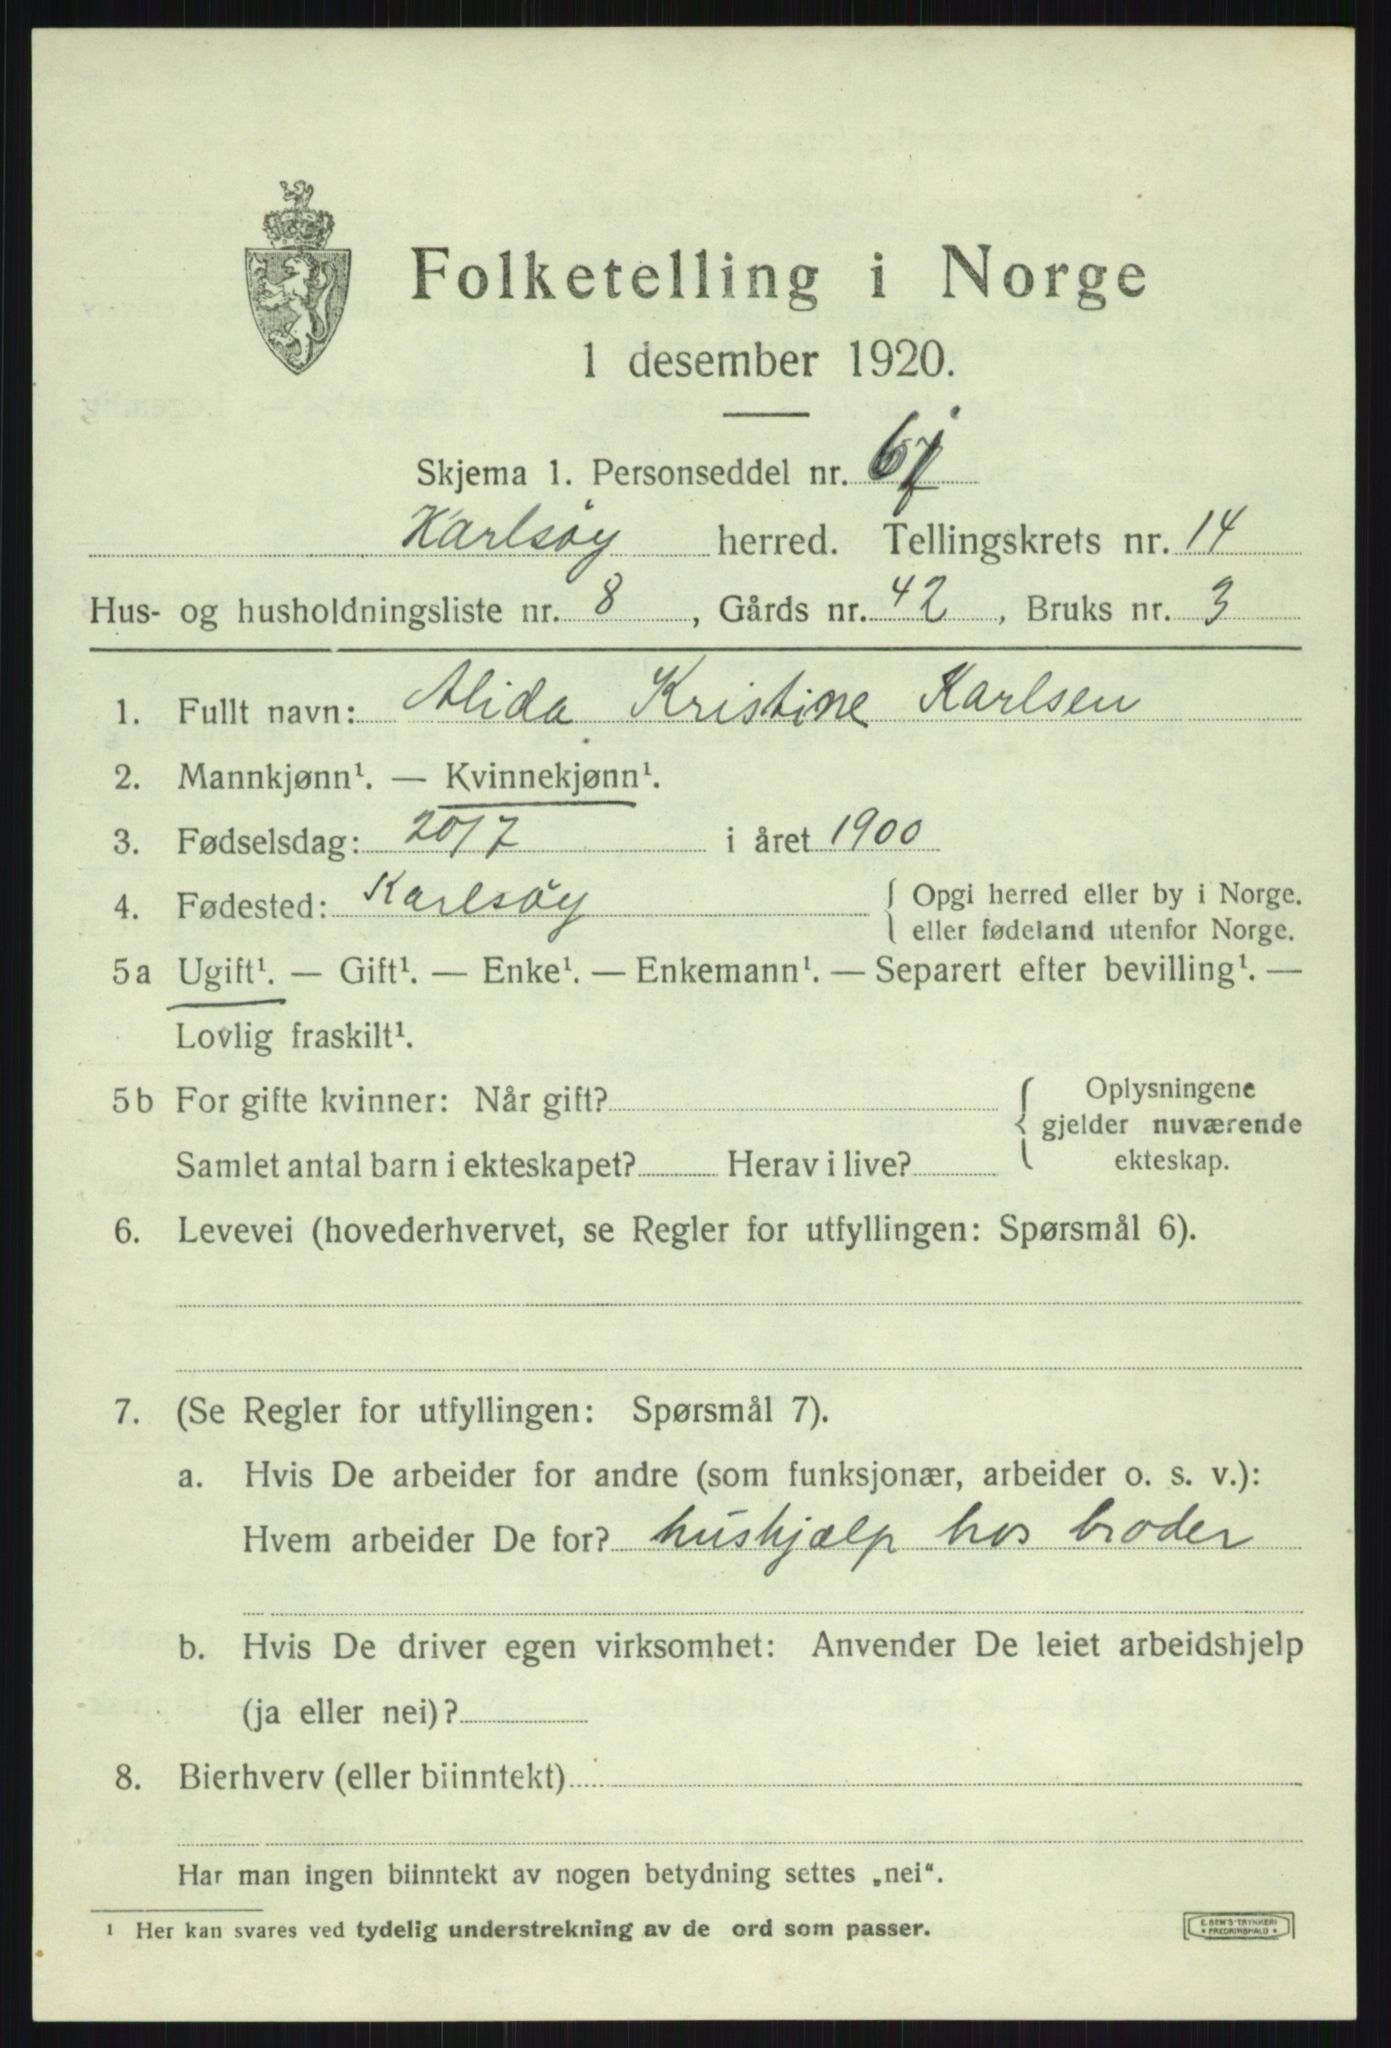 Folketelling i Norge
1 desember 1920.
Skjema 1. Personseddel nr.
Karlsöy herred. Tellingskrets nr. 14
Hus- og husholdningsliste nr. 8, Gårds nr. 42, Bruks nr. 3
1. Fullt navn: Alida Kristine Karlsen
2. Mannkjønn¹. — Kvinnekjønn¹.
3. Fødselsdag: 20/7 i året 1900
4. Fødested: Karlsöy { Opgi herred eller by i Norge.
eller fødeland utenfor Norge.
5a Ugift¹. — Gift¹. — Enke¹. — Enkemann¹. — Separert efter bevilling¹. —
Lovlig fraskilt¹.
5b For gifte kvinner: Når gift? { Oplysningene
gjelder nuværende
Samlet antal barn i ekteskapet? Herav i live? ekteskap.
6. Levevei (hovederhvervet, se Regler for utfyllingen: Spørsmål 6).
7. (Se Regler for utfyllingen: Spørsmål 7).
a. Hvis De arbeider for andre (som funksjonær, arbeider o. s. v.):
Hvem arbeider De for? hushjælp hos broder
b. Hvis De driver egen virksomhet: Anvender De leiet arbeidshjelp
(ja eller nei)?
8. Bierhverv (eller biinntekt)
Har man ingen biinntekt av nogen betydning settes „nei“.
¹ Her kan svares ved tydelig understrekning av de ord som passer.
E. SEM'S TRYKKERI
FREDRIKSHALD